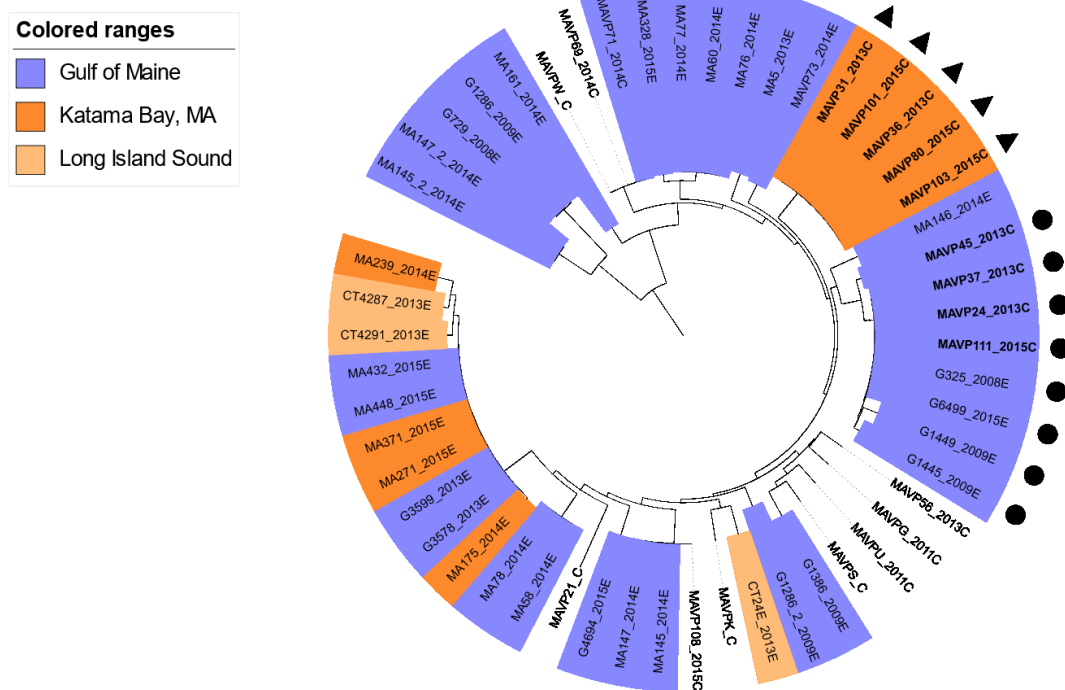 Colored ranges
Gulf of Maine
Katama Bay, MA
Long Island Sound
MA145_2_2014E
MA147_2_2014E
G729_2008E
G1286_2009E
MA161_2014E
MAVPW_C
MAVP69_2014C
MAVP71_2014C
MA328_2015E
MA77_2014E
MA60_2014E
MA76_2014E
MA5_2013E
MAVP73_2014E
MAVP31_2013C
MAVP101_2015C
MAVP36_2013C
MAVP80_2015C
MAVP103_2015C
MA146_2014E
MAVP45_2013C
MAVP37_2013C
MAVP24_2013C
MAVP111_2015C
G325_2008E
G6499_2015E
G1449_2009E
G1445_2009E
MAVP56_2013C
MAVPG_2011C
MAVPU_2011C
MAVPS_C
G1386_2009E
G1286_2_2009E
CT24E_2013E
MAVPK_C
MAVP108_2015C
MA145_2014E
MA147_2014E
G4694_2015E
MAVP21_C
MA58_2014E
MA78_2014E
MA175_2014E
G3578_2013E
G3599_2013E
MA271_2015E
MA371_2015E
MA448_2015E
MA432_2015E
CT4291_2013E
CT4287_2013E
MA239_2014E